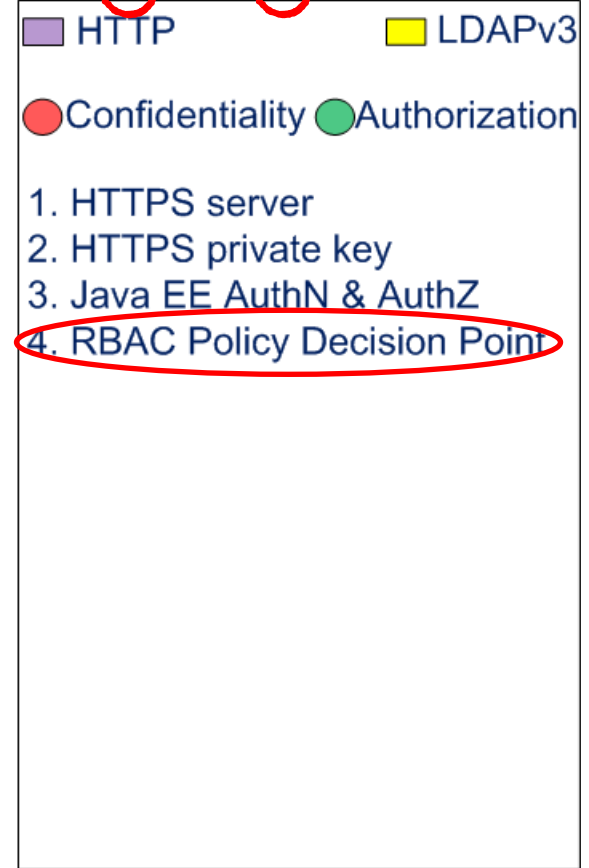 HTTP LDAPv3
Confidentiality Authorization
1. HTTPS server
2. HTTPS private key
3. Java EE AuthN & AuthZ
4. RBAC Policy Decision Point